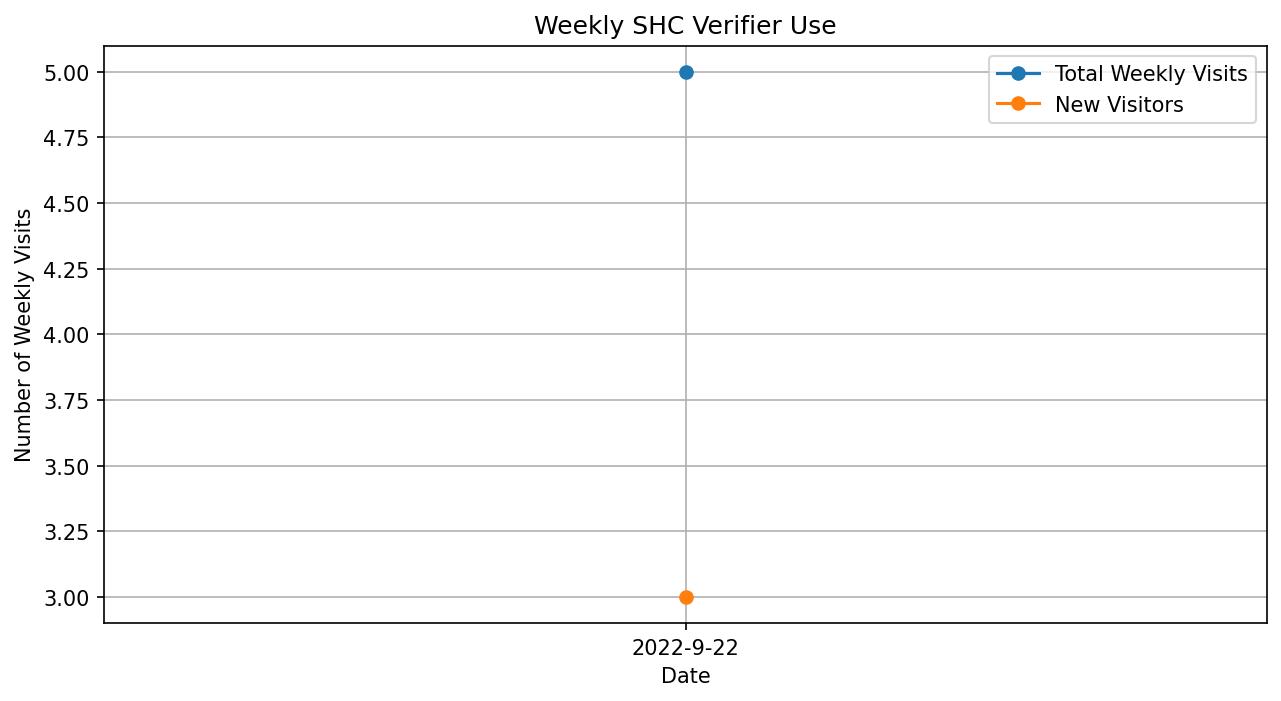 Weekly SHC Verifier Use
Total Weekly Visits
New Visitors
Number of Weekly Visits
5.00
4.75
4.50
4.25
4.00
3.75
3.50
3.25
3.00
2022-9-22
Date